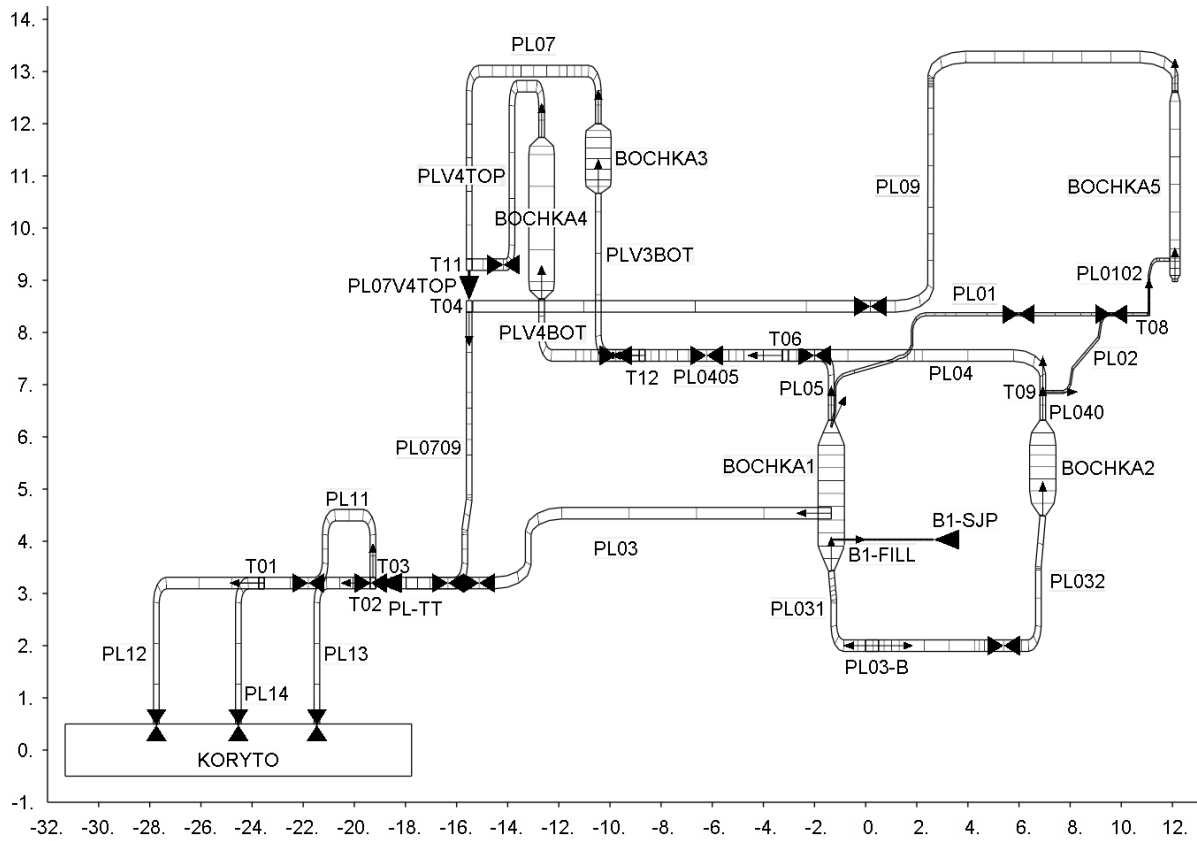 14.
PL07
13.
12.
BOCHKA3
11.
PLV4TOP
PL09
BOCHKA5
BOCHKA4
10.
PLV3BOT
T11
9.
PL0102
PL07V4TOP
PL01
T04
8.
PLV4BOT
T08
T06
PL02
T12
PL0405
PL04
7.
PL05
T09
PL040
6.
PL0709
BOCHKA1
BOCHKA2
5.
PL11
B1-SJP
4.
PL03
B1-FILL
T01
T03
3.
T02
PL-TT
PL031
PL032
2.
PL12
PL13
PL03-B
1.
PL14
0.
KORYTO
-1.
-32. -30. -28. -26. -24. -22. -20. -18. -16. -14. -12. -10. -8. -6. -4. -2. 0. 2. 4. 6. 8. 10. 12.